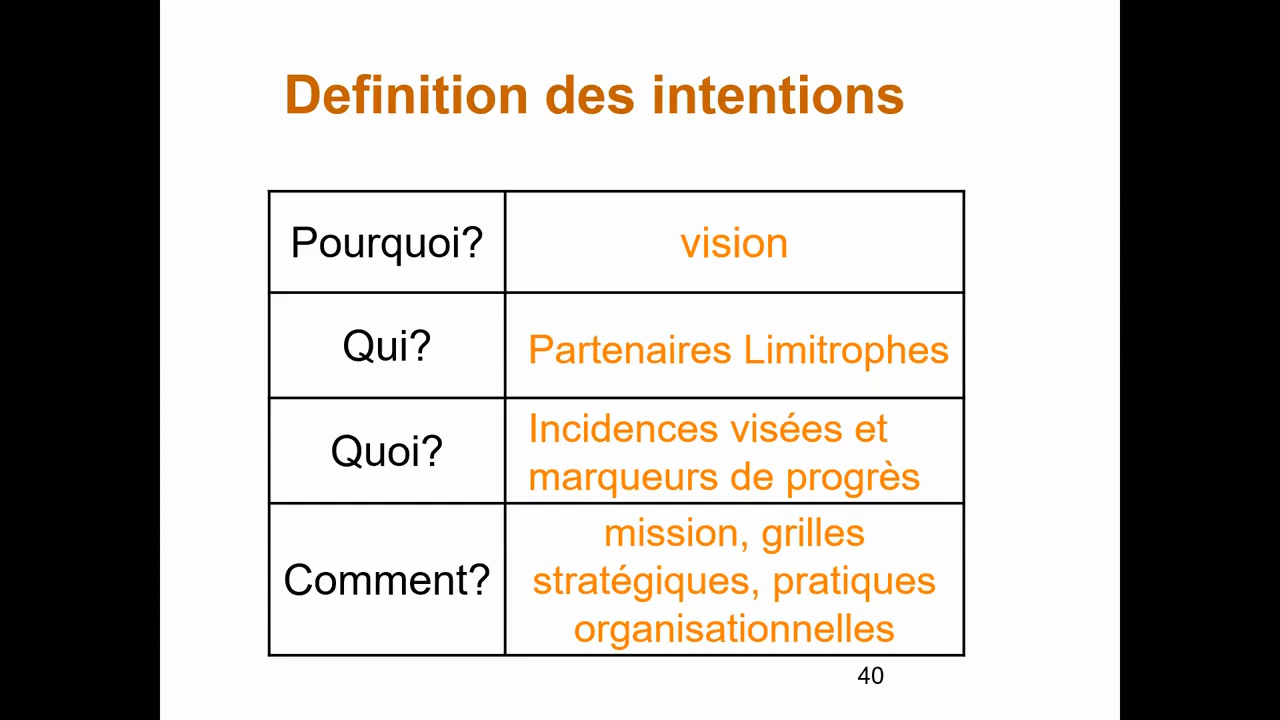 Definition des intentions
Pourquoi?
vision
Qui?
Partenaires Limitrophes
Quoi?
Incidences visées et
marqueurs de progrès
Comment?
mission, grilles
stratégiques, pratiques
organisationnelles
40